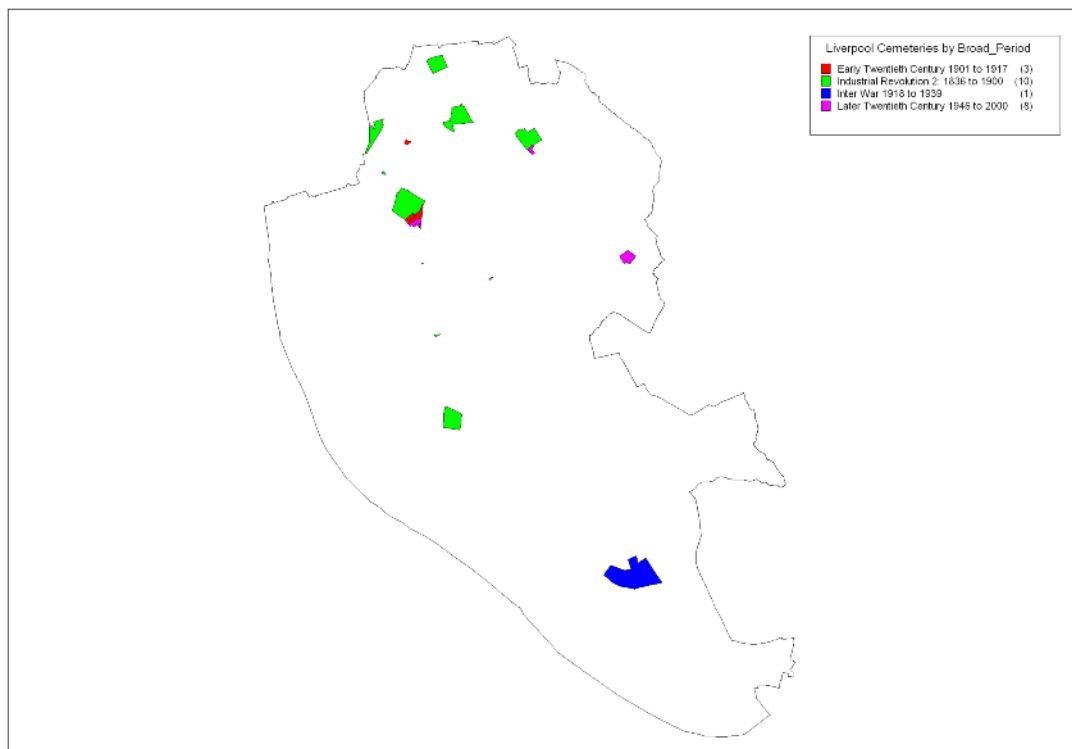 Liverpool Cemeteries by Broad_Period
Early Twentieth Century 1901 to 1917 (3)
Industrial Revolution 2: 1836 to 1900 (10)
Inter War 1918 to 1939 (1)
Later Twentieth Century 1946 to 2000 (8)